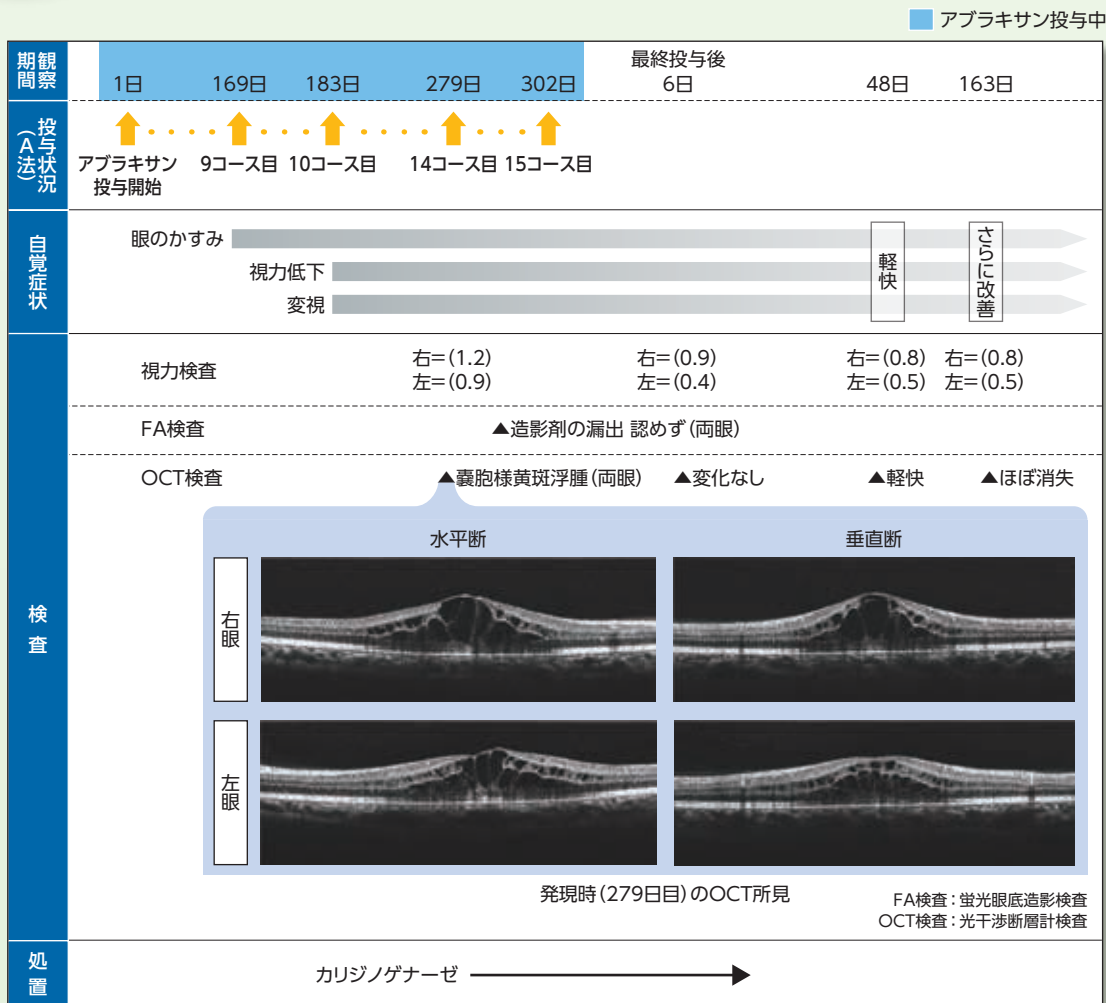 アブラキサン投与中
観察期間
最終投与後
1日 169日 183日 279日 302日 6日 48日 163日
投与状況(A法)
アブラキサン投与開始
9コース目 10コース目 14コース目 15コース目
自覚症状
眼のかすみ
視力低下
変視
軽快
さらに改善
検査
視力検査
右=(1.2) 右=(0.9) 右=(0.8) 右=(0.8)
左=(0.9) 左=(0.4) 左=(0.5) 左=(0.5)
FA検査 ▲造影剤の漏出 認めず(両眼)
OCT検査 ▲嚢胞様黄斑浮腫(両眼) ▲変化なし ▲軽快 ▲ほぼ消失
水平断 垂直断
右眼
左眼
発現時(279日目)のOCT所見
FA検査:蛍光眼底造影検査
OCT検査:光干渉断層計検査
処置
カリジノゲナーゼ